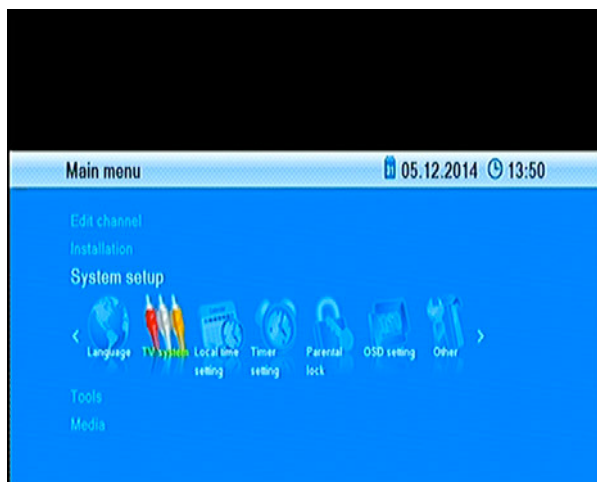 Main menu 05.12.2014 13:50
Edit channel
Installation
System setup
Language TV system Local time setting Timer setting Parental lock OSD setting Other
Tools
Media